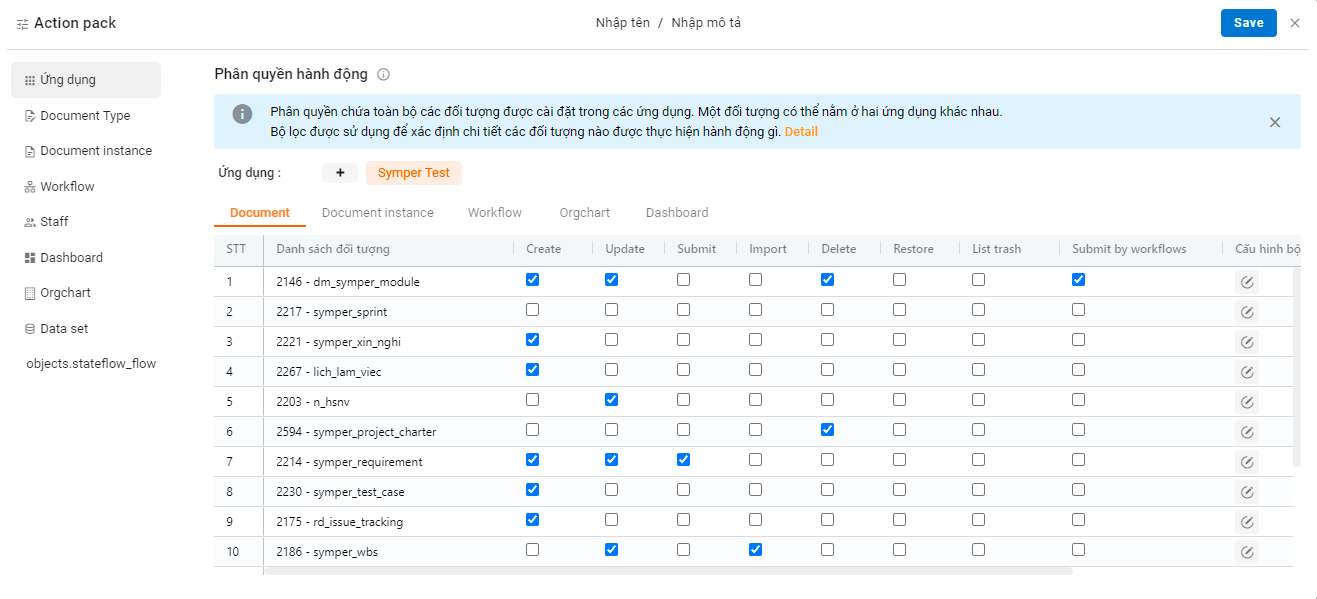 Action pack
Nhập tên / Nhập mô tả
Save
Ứng dụng
Document Type
Document instance
Workflow
Staff
Dashboard
Orgchart
Data set
objects.stateflow_flow
Phân quyền hành động
Phân quyền chứa toàn bộ các đối tượng được cài đặt trong các ứng dụng. Một đối tượng có thể nằm ở hai ứng dụng khác nhau.
Bộ lọc được sử dụng để xác định chi tiết các đối tượng nào được thực hiện hành động gì. Detail
Ứng dụng : + Symper Test
Document Document instance Workflow Orgchart Dashboard
STT Danh sách đối tượng Create Update Submit Import Delete Restore List trash Submit by workflows Cấu hình bộ
1 2146 - dm_symper_module
2 2217 - symper_sprint
3 2221 - symper_xin_nghi
4 2267 - lich_lam_viec
5 2203 - n_hsnv
6 2594 - symper_project_charter
7 2214 - symper_requirement
8 2230 - symper_test_case
9 2175 - rd_issue_tracking
10 2186 - symper_wbs